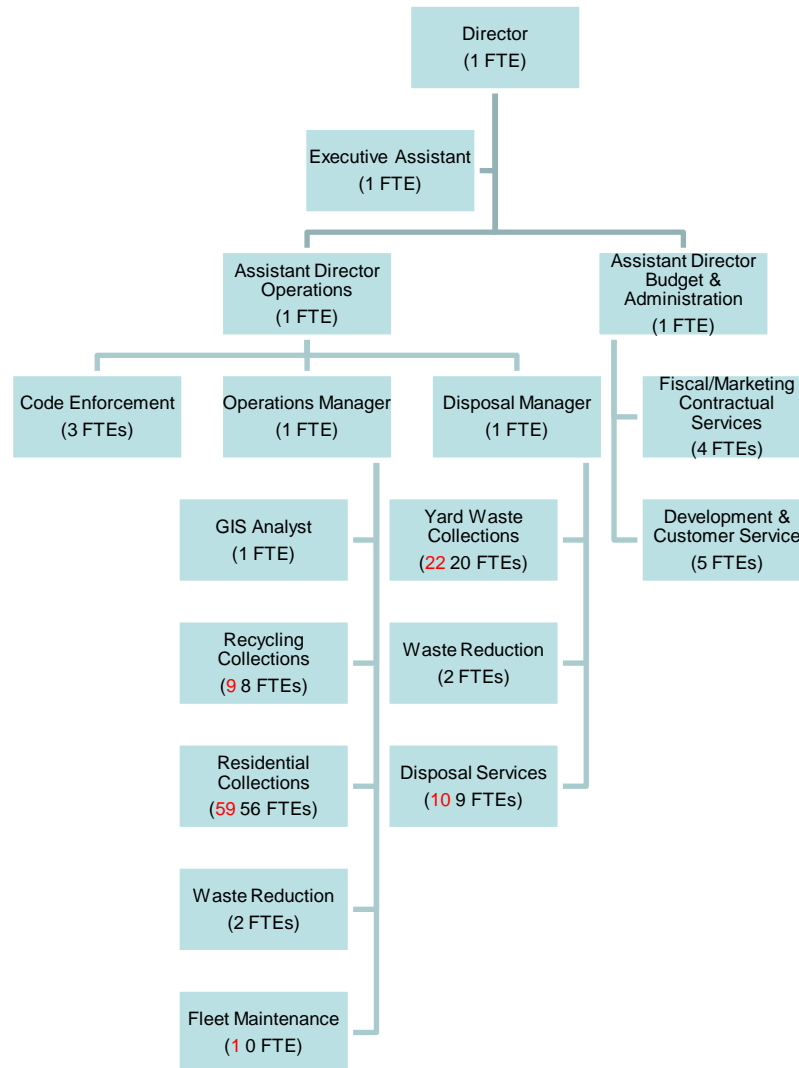 Director
(1 FTE)
Executive Assistant
(1 FTE)
Assistant Director
Operations
(1 FTE)
Assistant Director
Budget &
Administration
(1 FTE)
Code Enforcement
(3 FTEs)
Operations Manager
(1 FTE)
Disposal Manager
(1 FTE)
Fiscal/Marketing
Contractual
Services
(4 FTEs)
GIS Analyst
(1 FTE)
Yard Waste
Collections
(22 20 FTEs)
Development &
Customer Service
(5 FTEs)
Recycling
Collections
(9 8 FTEs)
Waste Reduction
(2 FTEs)
Residential
Collections
(59 56 FTEs)
Disposal Services
(10 9 FTEs)
Waste Reduction
(2 FTEs)
Fleet Maintenance
(1 0 FTE)